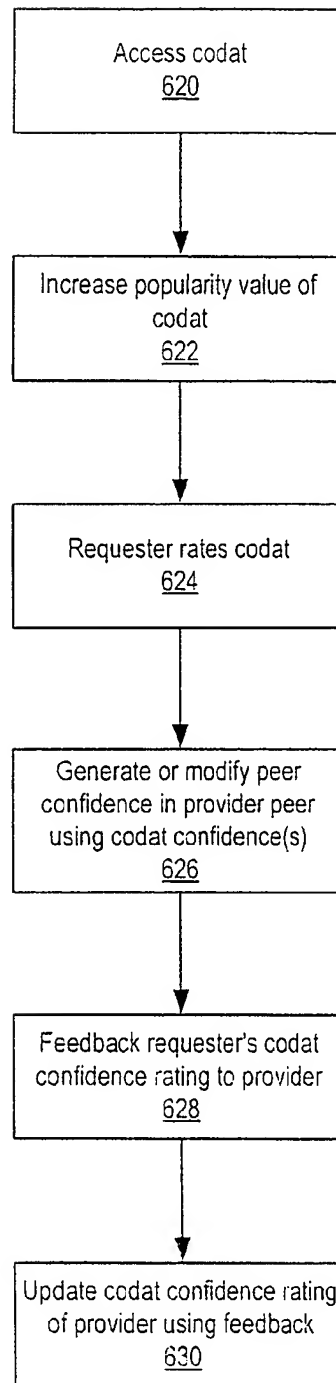 Access codat
620
Increase popularity value of
codat
622
Requester rates codat
624
Generate or modify peer
confidence in provider peer
using codat confidence(s)
626
Feedback requester's codat
confidence rating to provider
628
Update codat confidence rating
of provider using feedback
630